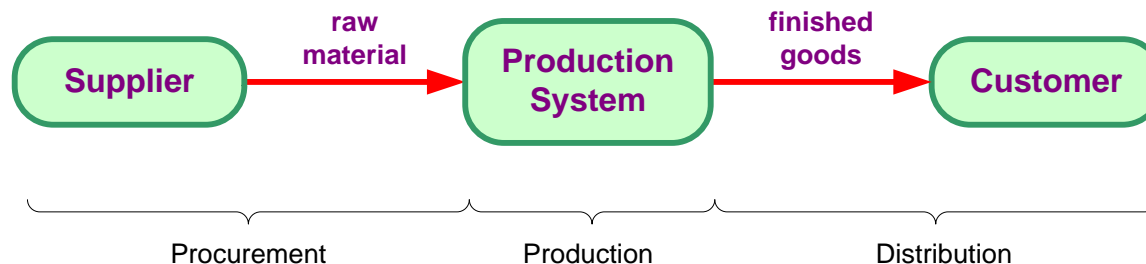 raw
material
finished
goods
Supplier
Production
System
Customer
Procurement
Production
Distribution